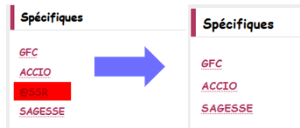 Spécifiques
GFC
ACCIO
@SSR
SAGESSE
Spécifiques
GFC
ACCIO
SAGESSE